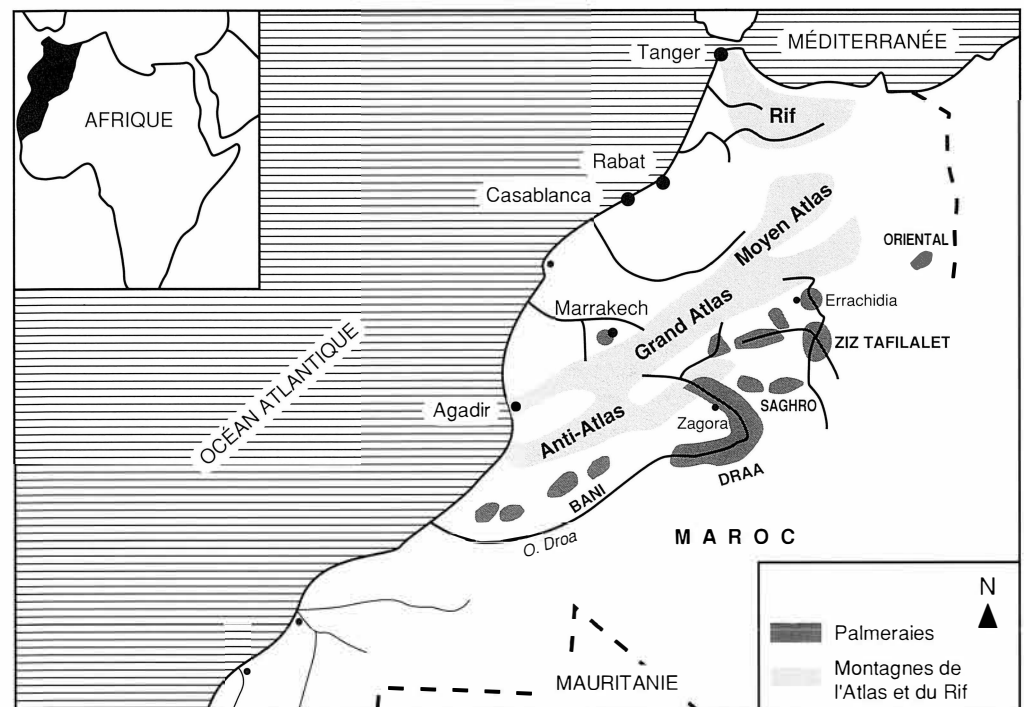 AFRIQUE
Tanger
MÉDITERRANÉE
Rif
Rabat
Casablanca
Moyen Atlas
ORIENTAL
Errachidia
Marrakech
Grand Atlas
ZIZ TAFILALET
OCÉAN ATLANTIQUE
Agadir
SAGHRO
Zagora
Anti-Atlas
DRAA
BANI
O. Droa
MAROC
MAURITANIE
N
Palmeraies
Montagnes de
l'Atlas et du Rif